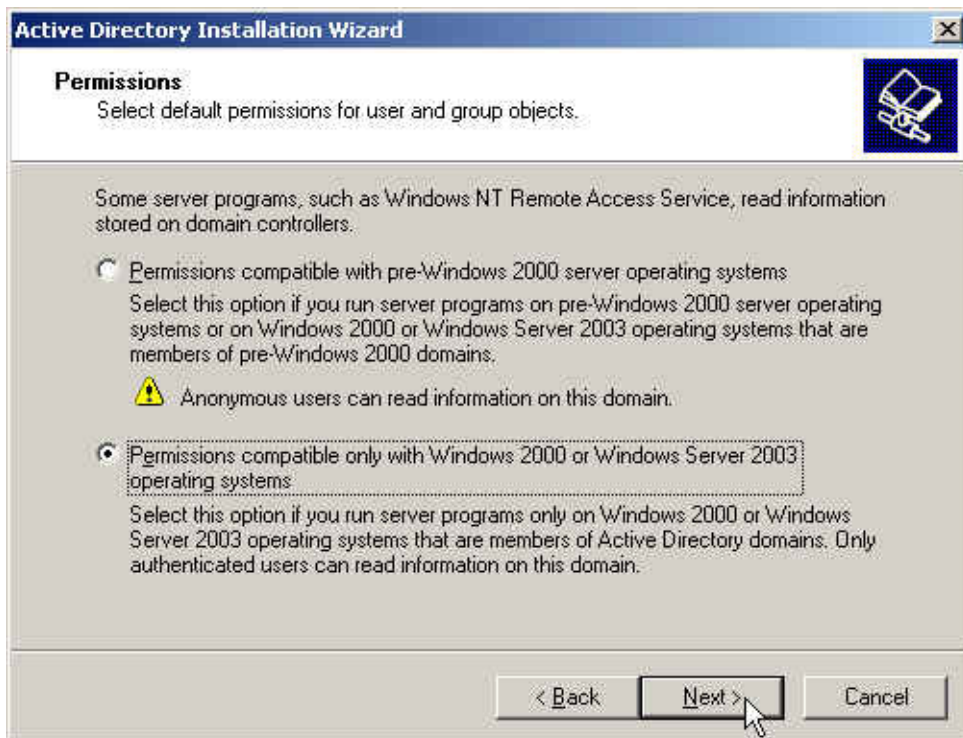 Active Directory Installation Wizard
Permissions
Select default permissions for user and group objects.
Some server programs, such as Windows NT Remote Access Service, read information
stored on domain controllers.
Permissions compatible with pre-Windows 2000 server operating systems
Select this option if you run server programs on pre-Windows 2000 server operating
systems or on Windows 2000 or Windows Server 2003 operating systems that are
members of pre-Windows 2000 domains.
Anonymous users can read information on this domain.
Permissions compatible only with Windows 2000 or Windows Server 2003
operating systems
Select this option if you run server programs only on Windows 2000 or Windows
Server 2003 operating systems that are members of Active Directory domains. Only
authenticated users can read information on this domain.
< Back
Next >
Cancel